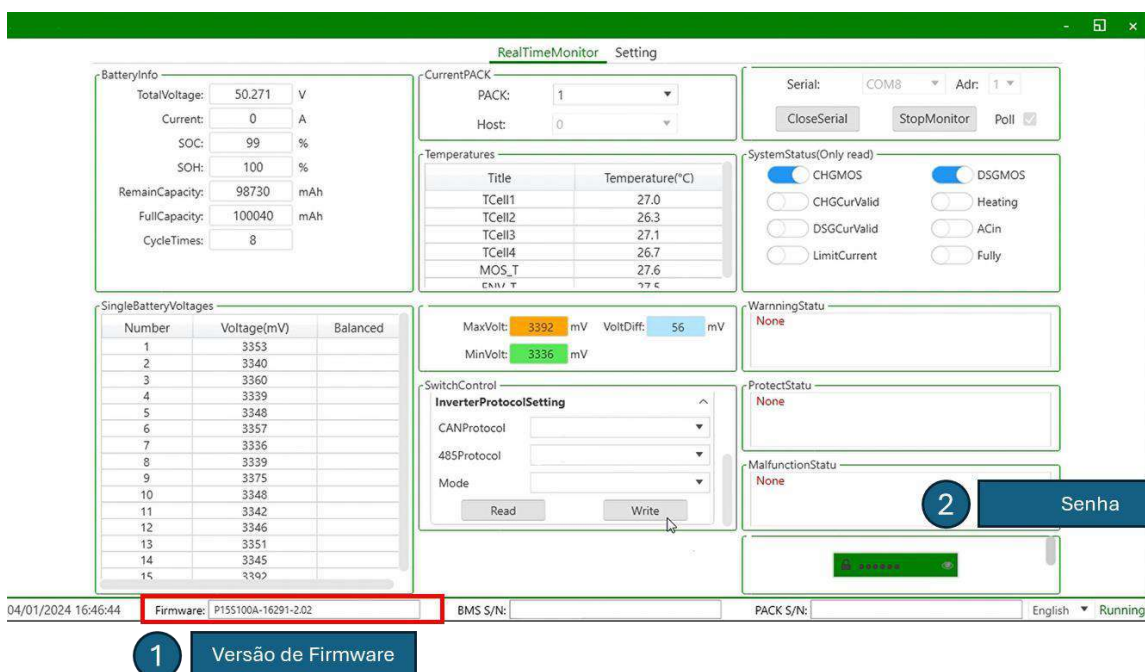 RealTimeMonitor Setting
BatteryInfo
TotalVoltage: 50.271 V
Current: 0 A
SOC: 99 %
SOH: 100 %
RemainCapacity: 98730 mAh
FullCapacity: 100040 mAh
CycleTimes: 8
CurrentPACK
PACK: 1
Host: 0
Serial: COM8 Adr: 1
CloseSerial StopMonitor Poll
Temperatures
Title Temperature(°C)
TCell1 27.0
TCell2 26.3
TCell3 27.1
TCell4 26.7
MOS_T 27.6
ENV_T 27.5
SystemStatus(Only read)
CHGMOS DSGMOS
CHGCurValid Heating
DSGCurValid ACin
LimitCurrent Fully
SingleBatteryVoltages
Number Voltage(mV) Balanced
1 3353
2 3340
3 3360
4 3339
5 3348
6 3357
7 3336
8 3339
9 3375
10 3348
11 3342
12 3346
13 3351
14 3345
15 3392
MaxVolt: 3392 mV VoltDiff: 56 mV
MinVolt: 3336 mV
SwitchControl
InverterProtocolSetting
CANProtocol
485Protocol
Mode
Read Write
WarnningStatu
None
ProtectStatu
None
MalfunctionStatu
None
2 Senha
04/01/2024 16:46:44 Firmware: P15S100A-16291-2.02 BMS S/N: PACK S/N: English Running
1 Versão de Firmware